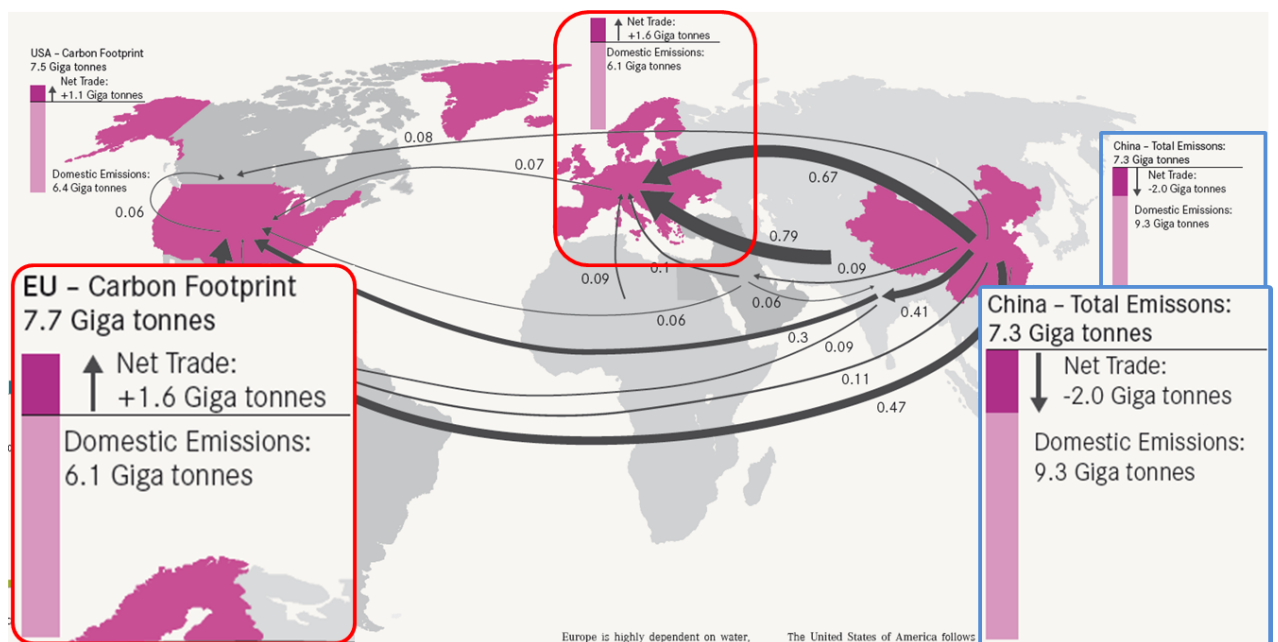 USA – Carbon Footprint
7.5 Giga tonnes
Net Trade:
+1.1 Giga tonnes
Domestic Emissions:
6.4 Giga tonnes
Net Trade:
+1.6 Giga tonnes
Domestic Emissions:
6.1 Giga tonnes
China – Total Emissons:
7.3 Giga tonnes
Net Trade:
-2.0 Giga tonnes
Domestic Emissions:
9.3 Giga tonnes
0.08
0.07
0.67
0.06
0.79
0.09
0.1
0.09
0.06
0.06
0.41
0.3
0.09
0.11
0.47
EU – Carbon Footprint
7.7 Giga tonnes
Net Trade:
+1.6 Giga tonnes
Domestic Emissions:
6.1 Giga tonnes
China – Total Emissons:
7.3 Giga tonnes
Net Trade:
-2.0 Giga tonnes
Domestic Emissions:
9.3 Giga tonnes
Europe is highly dependent on water,
The United States of America follows